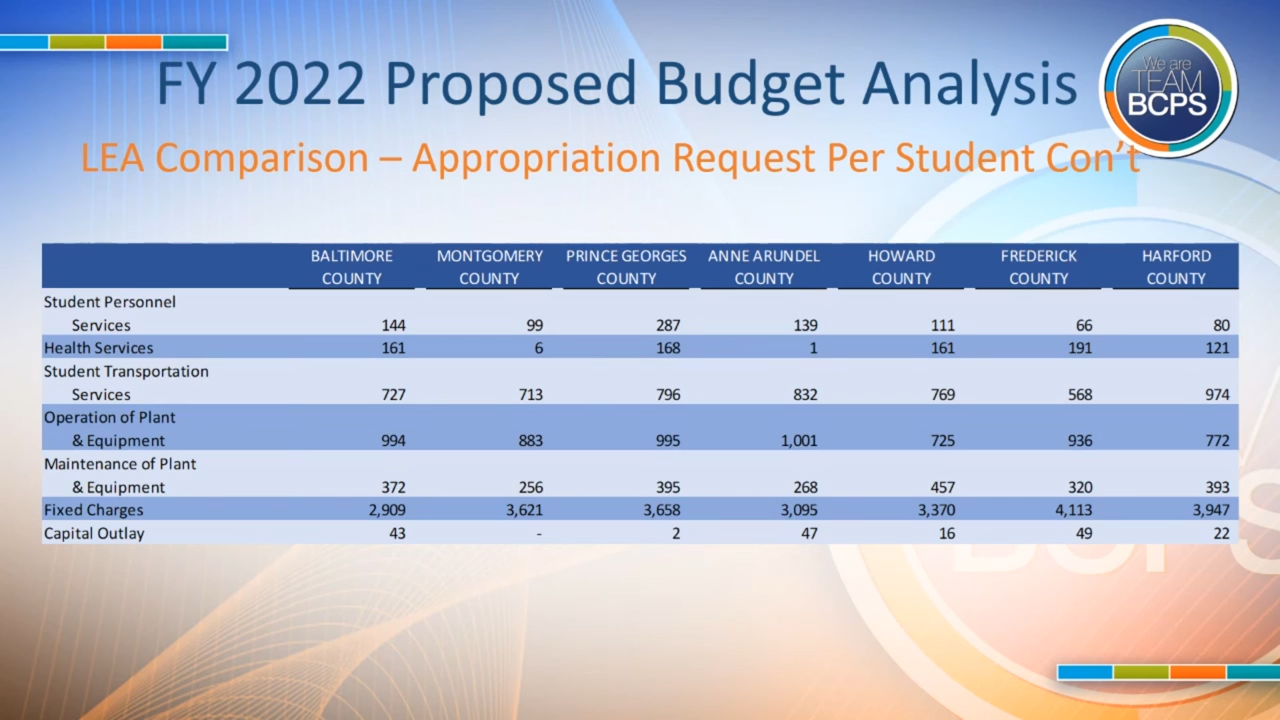 FY 2022 Proposed Budget Analysis
We are
TEAM
BCPS
LEA Comparison – Appropriation Request Per Student Con't
BALTIMORE COUNTY MONTGOMERY COUNTY PRINCE GEORGES COUNTY ANNE ARUNDEL COUNTY HOWARD COUNTY FREDERICK COUNTY HARFORD COUNTY
Student Personnel
Services 144 99 287 139 111 66 80
Health Services 161 6 168 1 161 191 121
Student Transportation
Services 727 713 796 832 769 568 974
Operation of Plant
& Equipment 994 883 995 1,001 725 936 772
Maintenance of Plant
& Equipment 372 256 395 268 457 320 393
Fixed Charges 2,909 3,621 3,658 3,095 3,370 4,113 3,947
Capital Outlay 43 - 2 47 16 49 22